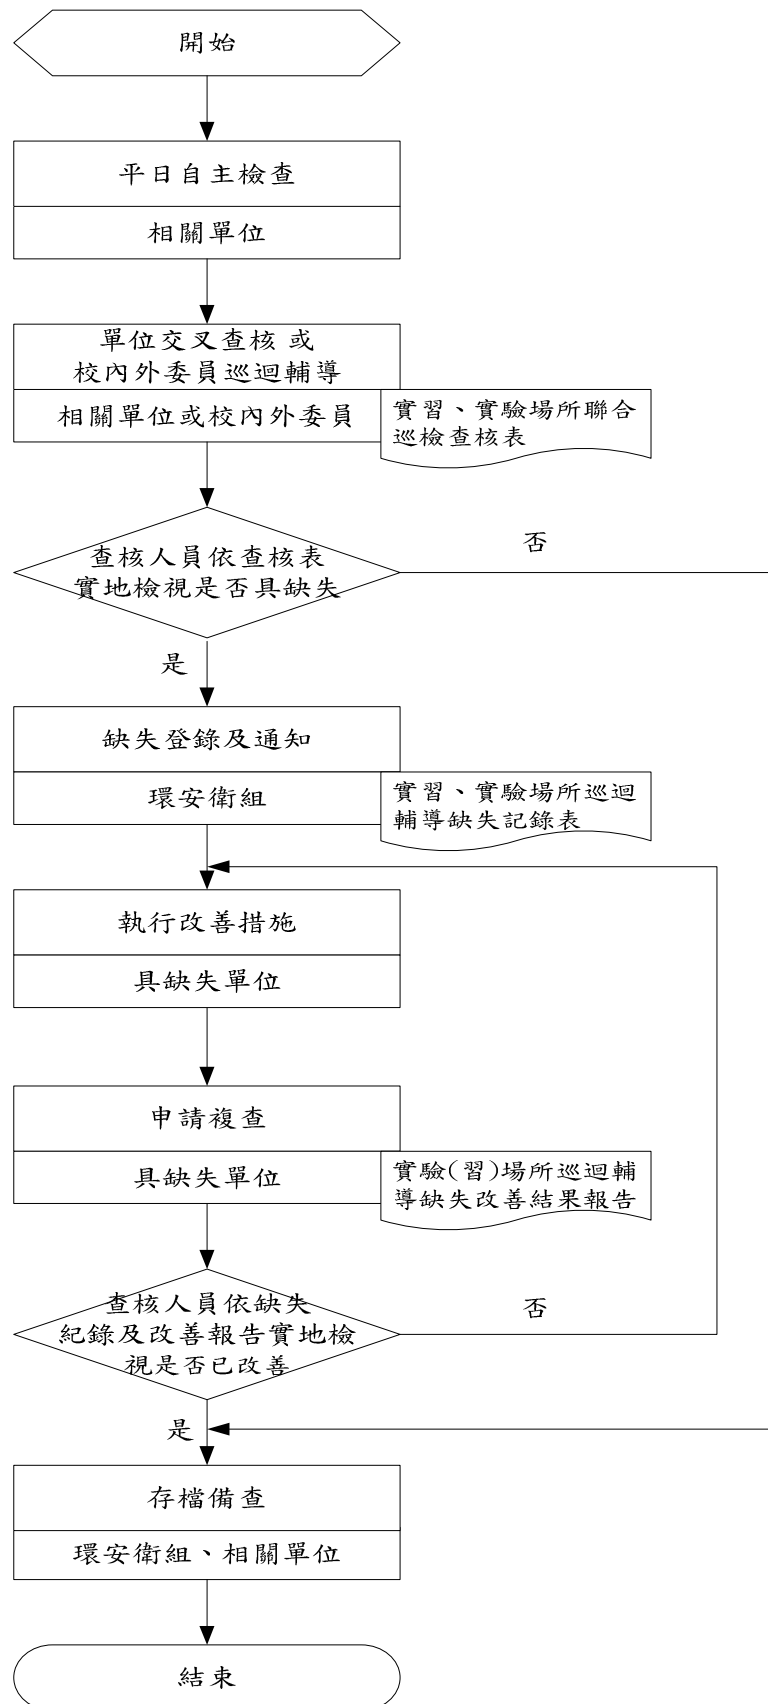 開始
平日自主檢查
相關單位
單位交叉查核 或
校內外委員巡迴輔導
相關單位或校內外委員
實習、實驗場所聯合
巡檢查核表
查核人員依查核表
實地檢視是否具缺失
否
是
缺失登錄及通知
環安衛組
實習、實驗場所巡迴
輔導缺失記錄表
執行改善措施
具缺失單位
申請複查
具缺失單位
實驗(習)場所巡迴輔
導缺失改善結果報告
查核人員依缺失
紀錄及改善報告實地檢
視是否已改善
否
是
存檔備查
環安衛組、相關單位
結束